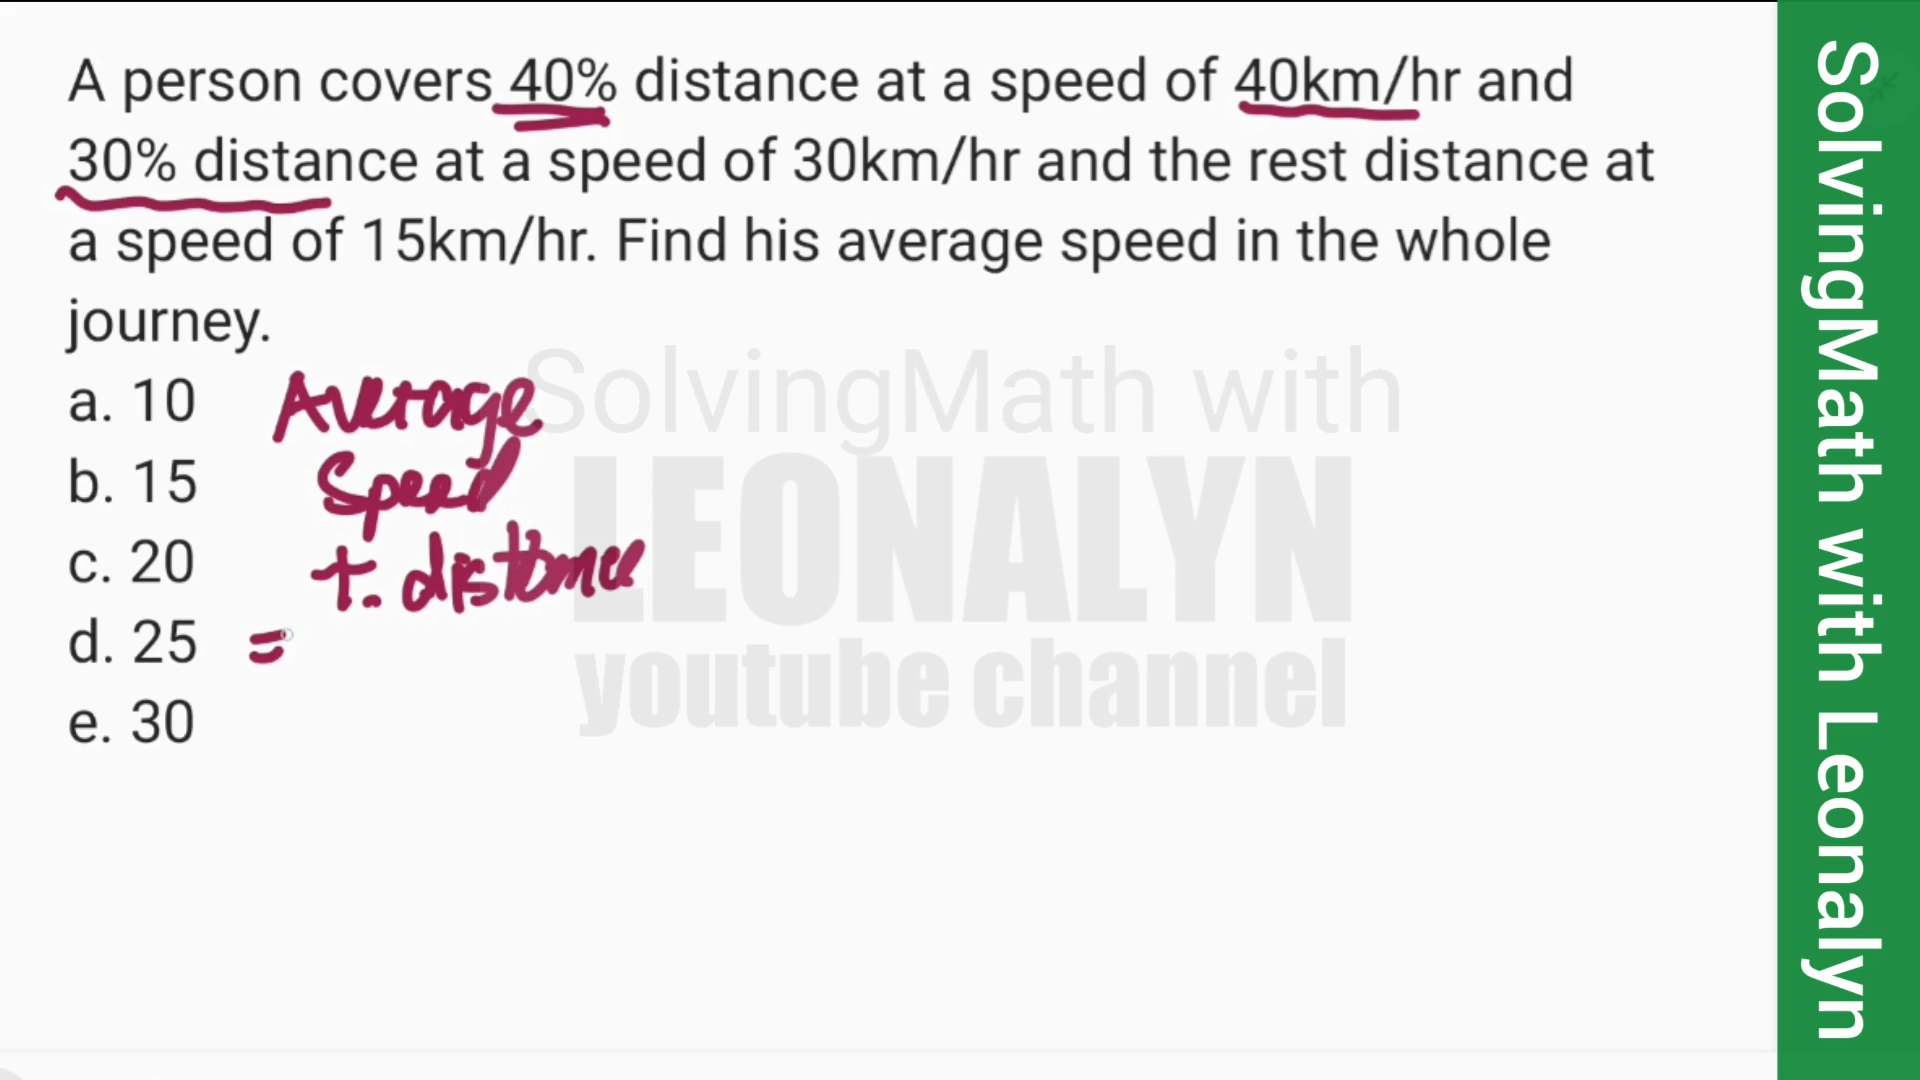 A person covers 40% distance at a speed of 40km/hr and
30% distance at a speed of 30km/hr and the rest distance at
a speed of 15km/hr. Find his average speed in the whole
journey.
a. 10
b. 15
c. 20
d. 25
e. 30
Average
Speed
t. distance
=
SolvingMath with
LEONALYN
youtube channel
SolvingMath with Leonalyn